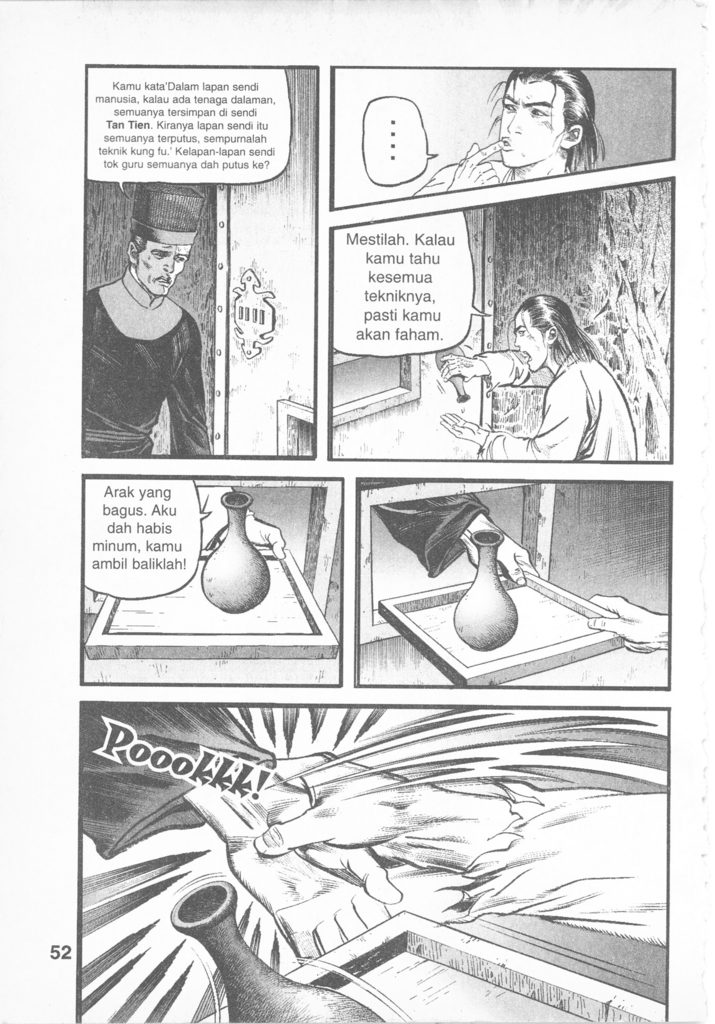 Kamu kata'Dalam lapan sendi
manusia, kalau ada tenaga dalaman,
semuanya tersimpan di sendi
Tan Tien. Kiranya lapan sendi itu
semuanya terputus, sempurnalah
teknik kung fu.' Kelapan-lapan sendi
tok guru semuanya dah putus ke?
....
Mestilah. Kalau
kamu tahu
kesemua
tekniknya,
pasti kamu
akan faham.
Arak yang
bagus. Aku
dah habis
minum, kamu
ambil baliklah!
Poookkk!
52